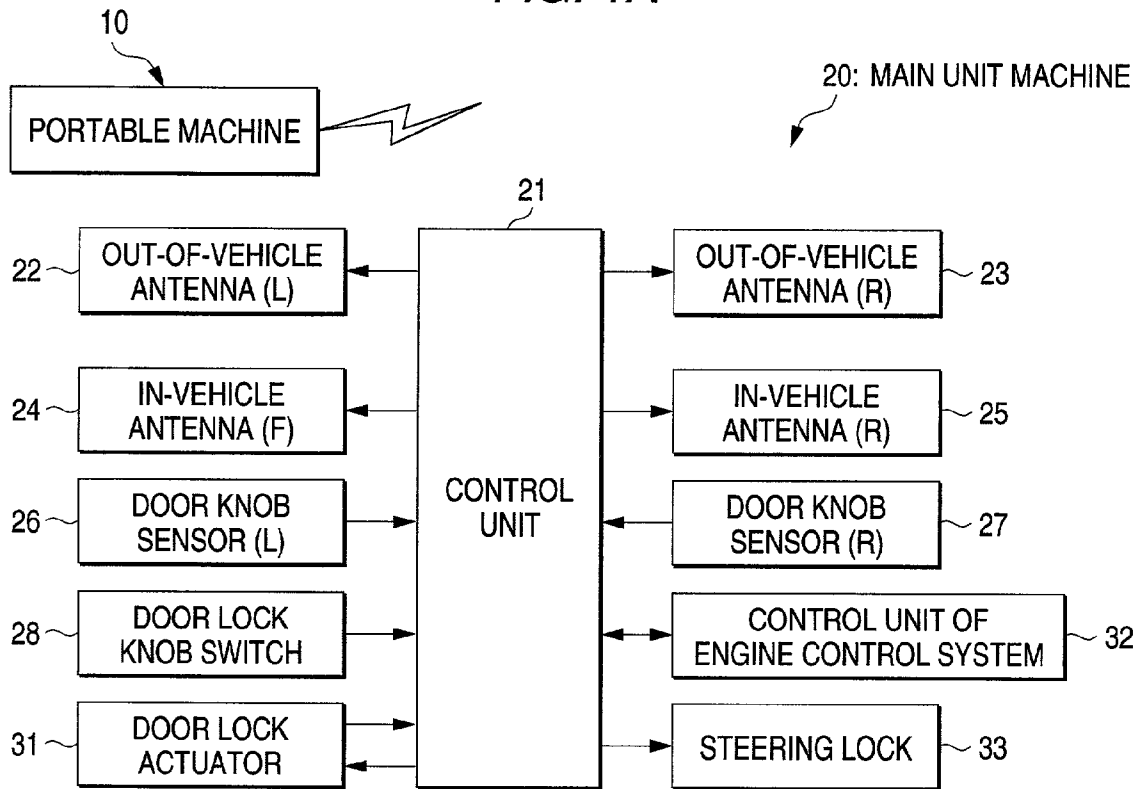 10
PORTABLE MACHINE
20: MAIN UNIT MACHINE
21
CONTROL
UNIT
22
OUT-OF-VEHICLE
ANTENNA (L)
OUT-OF-VEHICLE
ANTENNA (R)
23
24
IN-VEHICLE
ANTENNA (F)
IN-VEHICLE
ANTENNA (R)
25
26
DOOR KNOB
SENSOR (L)
DOOR KNOB
SENSOR (R)
27
28
DOOR LOCK
KNOB SWITCH
CONTROL UNIT OF
ENGINE CONTROL SYSTEM
32
31
DOOR LOCK
ACTUATOR
STEERING LOCK
33